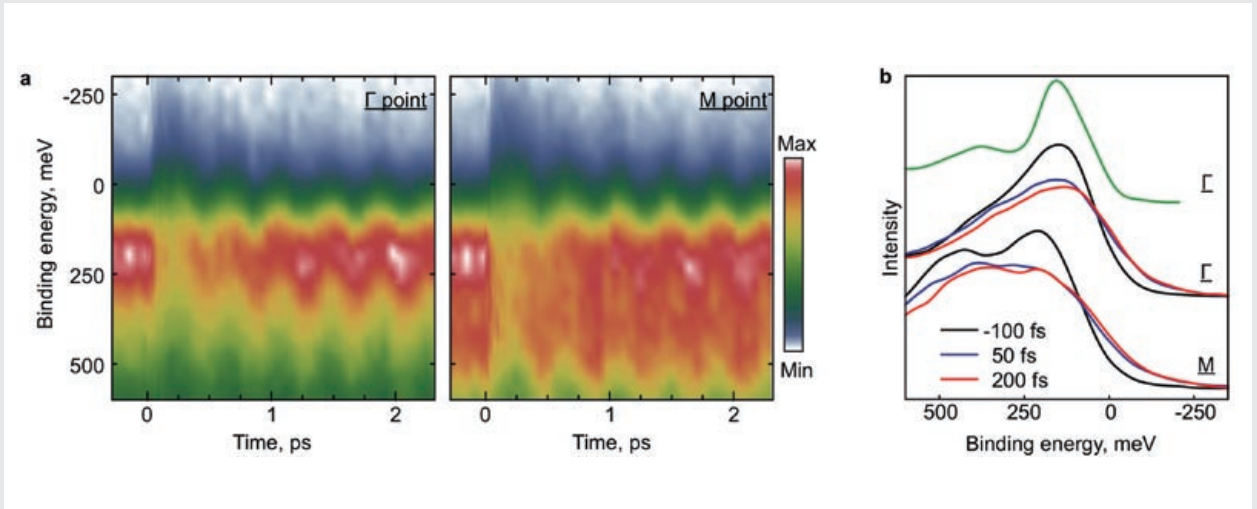 a
-250
0
250
500
Binding energy, meV
Γ point
0
1
2
Time, ps
M point
0
1
2
Time, ps
Max
Min
b
Intensity
Γ
Γ
M
-100 fs
50 fs
200 fs
500
250
0
-250
Binding energy, meV